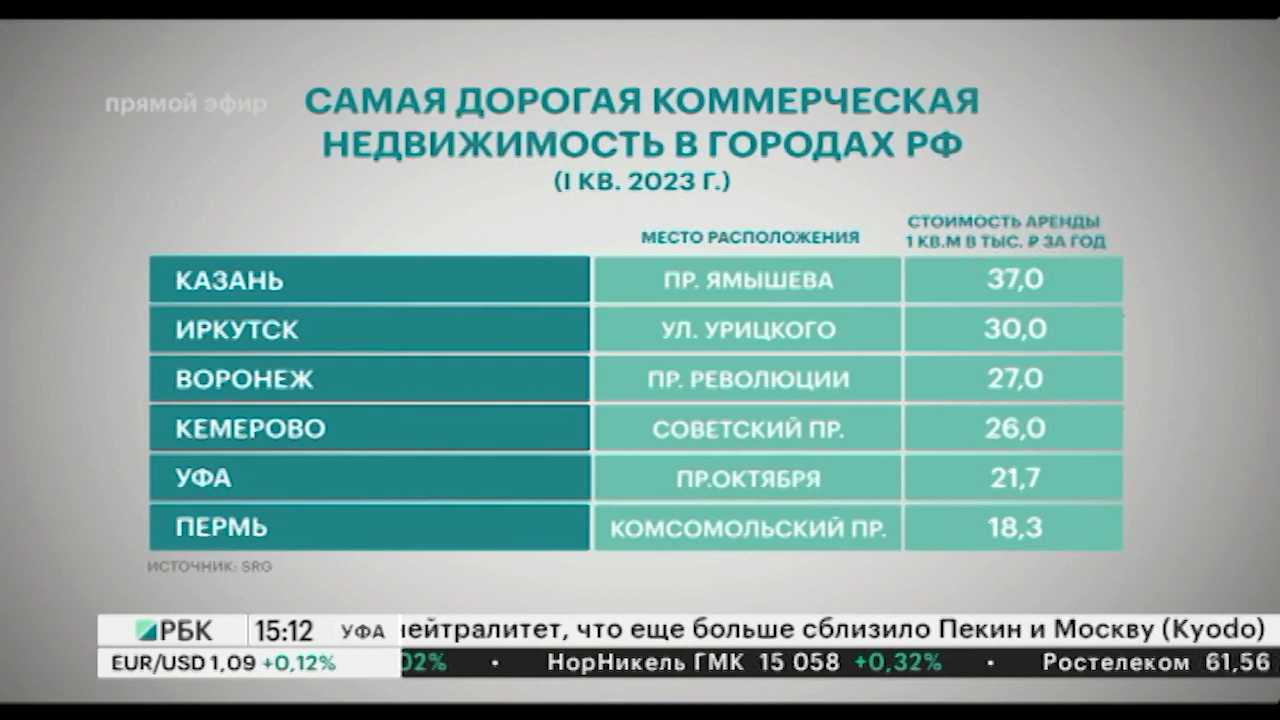 прямой эфир
САМАЯ ДОРОГАЯ КОММЕРЧЕСКАЯ
НЕДВИЖИМОСТЬ В ГОРОДАХ РФ
(I КВ. 2023 Г.)
МЕСТО РАСПОЛОЖЕНИЯ
СТОИМОСТЬ АРЕНДЫ
1 КВ.М В ТЫС. ₽ ЗА ГОД
КАЗАНЬ ПР. ЯМЫШЕВА 37,0
ИРКУТСК УЛ. УРИЦКОГО 30,0
ВОРОНЕЖ ПР. РЕВОЛЮЦИИ 27,0
КЕМЕРОВО СОВЕТСКИЙ ПР. 26,0
УФА ПР.ОКТЯБРЯ 21,7
ПЕРМЬ КОМСОМОЛЬСКИЙ ПР. 18,3
ИСТОЧНИК: SRG
РБК 15:12 УФА нейтралитет, что еще больше сблизило Пекин и Москву (Kyodo)
EUR/USD 1,09 +0,12% 02% • НорНикель ГМК 15 058 +0,32% • Ростелеком 61,56